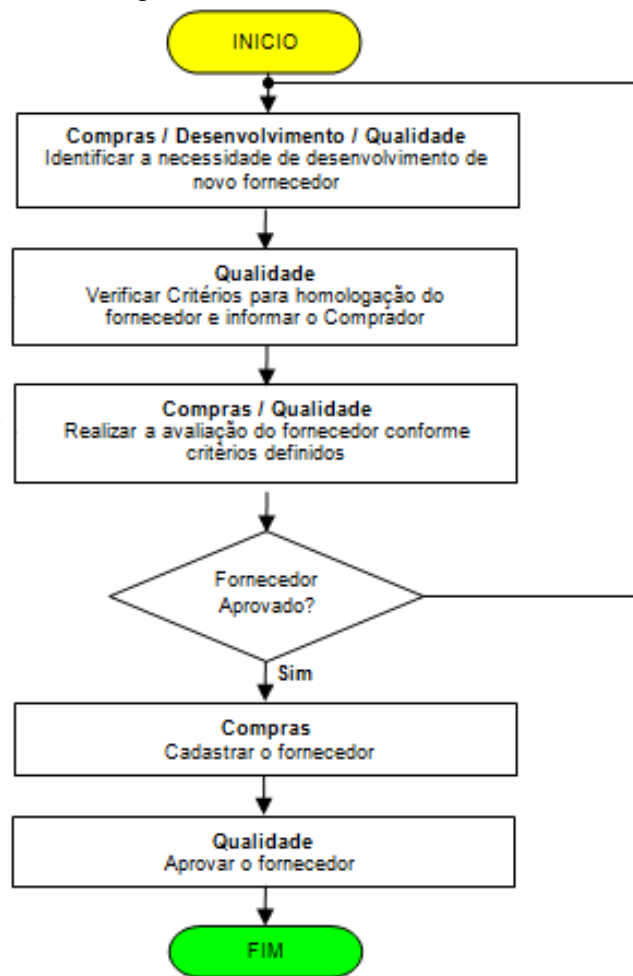 INICIO
Compras / Desenvolvimento / Qualidade
Identificar a necessidade de desenvolvimento de
novo fornecedor
Qualidade
Verificar Critérios para homologação do
fornecedor e informar o Comprador
Compras / Qualidade
Realizar a avaliação do fornecedor conforme
critérios definidos
Fornecedor
Aprovado?
Sim
Compras
Cadastrar o fornecedor
Qualidade
Aprovar o fornecedor
FIM